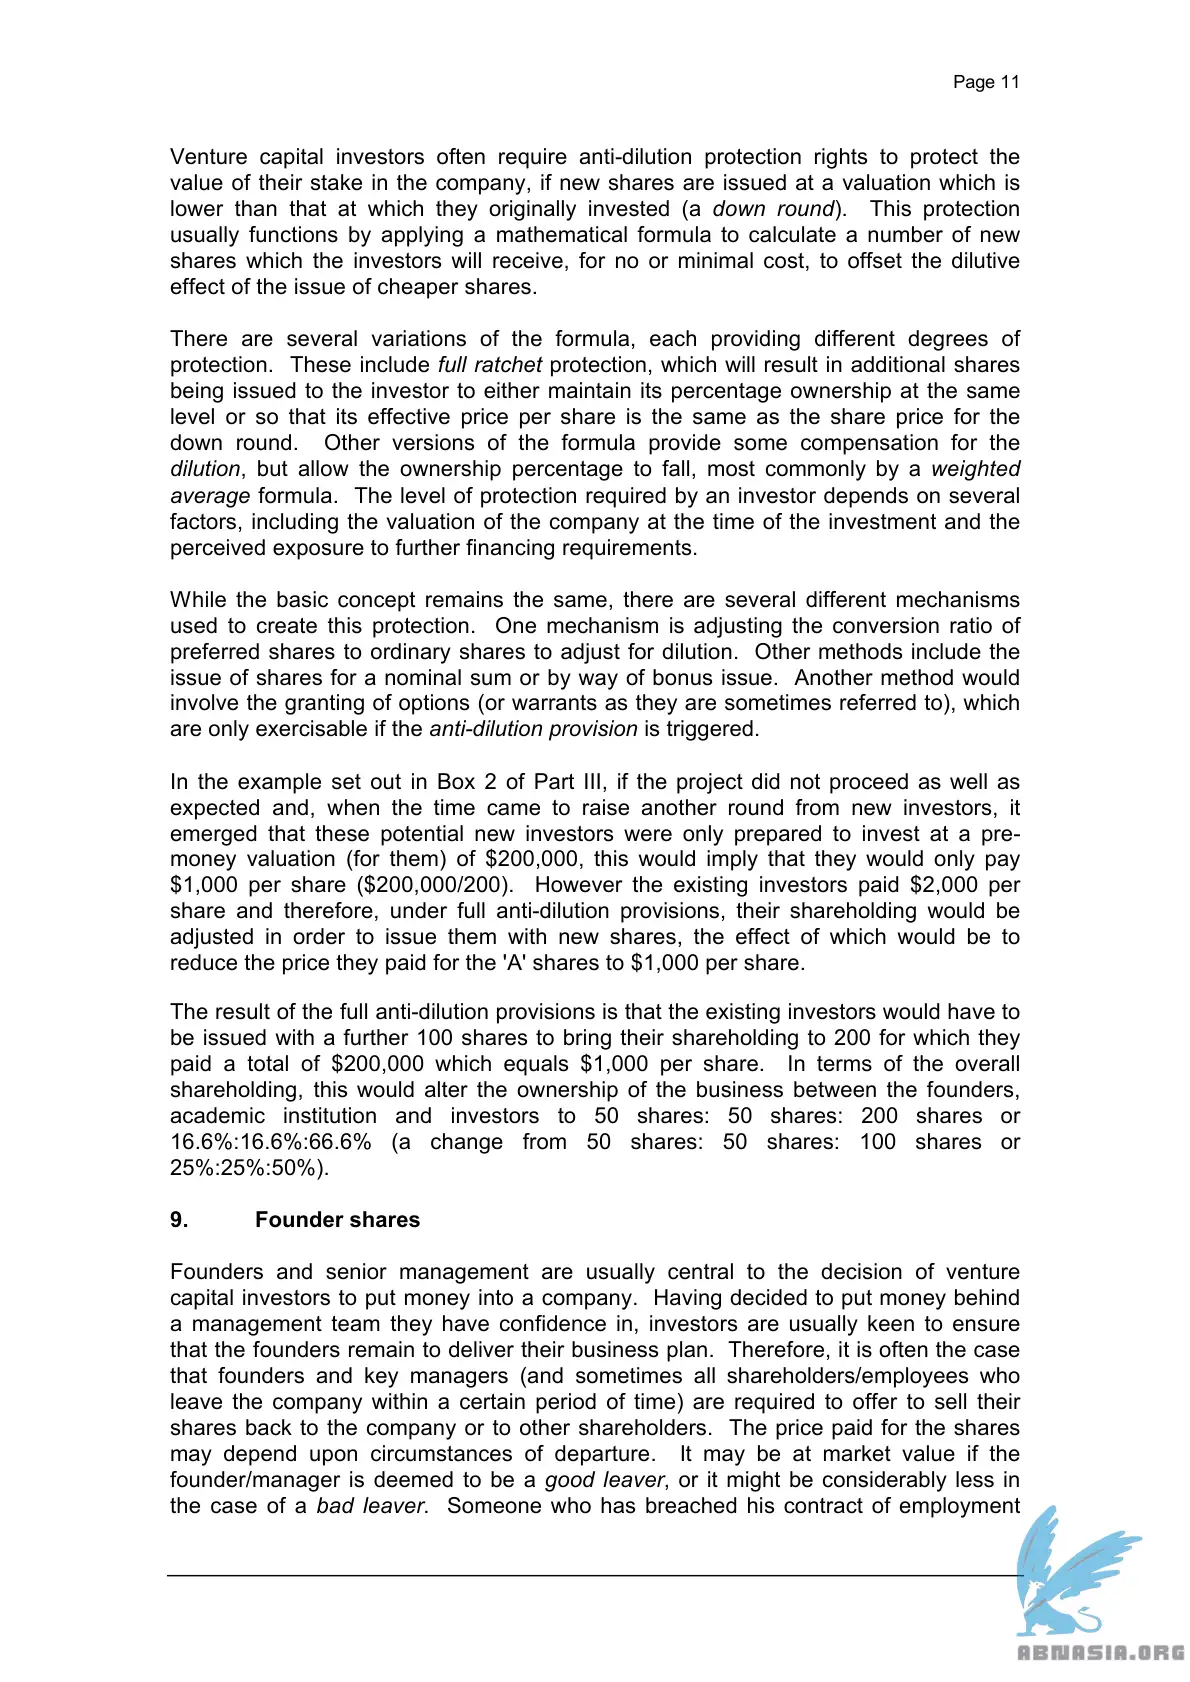 Page 11
Venture capital investors often require anti-dilution protection rights to protect the
value of their stake in the company, if new shares are issued at a valuation which is
lower than that at which they originally invested (a down round). This protection
usually functions by applying a mathematical formula to calculate a number of new
shares which the investors will receive, for no or minimal cost, to offset the dilutive
effect of the issue of cheaper shares.
There are several variations of the formula, each providing different degrees of
protection. These include full ratchet protection, which will result in additional shares
being issued to the investor to either maintain its percentage ownership at the same
level or so that its effective price per share is the same as the share price for the
down round. Other versions of the formula provide some compensation for the
dilution, but allow the ownership percentage to fall, most commonly by a weighted
average formula. The level of protection required by an investor depends on several
factors, including the valuation of the company at the time of the investment and the
perceived exposure to further financing requirements.
While the basic concept remains the same, there are several different mechanisms
used to create this protection. One mechanism is adjusting the conversion ratio of
preferred shares to ordinary shares to adjust for dilution. Other methods include the
issue of shares for a nominal sum or by way of bonus issue. Another method would
involve the granting of options (or warrants as they are sometimes referred to), which
are only exercisable if the anti-dilution provision is triggered.
In the example set out in Box 2 of Part III, if the project did not proceed as well as
expected and, when the time came to raise another round from new investors, it
emerged that these potential new investors were only prepared to invest at a pre-
money valuation (for them) of $200,000, this would imply that they would only pay
$1,000 per share ($200,000/200). However the existing investors paid $2,000 per
share and therefore, under full anti-dilution provisions, their shareholding would be
adjusted in order to issue them with new shares, the effect of which would be to
reduce the price they paid for the 'A' shares to $1,000 per share.
The result of the full anti-dilution provisions is that the existing investors would have to
be issued with a further 100 shares to bring their shareholding to 200 for which they
paid a total of $200,000 which equals $1,000 per share. In terms of the overall
shareholding, this would alter the ownership of the business between the founders,
academic institution and investors to 50 shares: 50 shares: 200 shares or
16.6%:16.6%:66.6% (a change from 50 shares: 50 shares: 100 shares or
25%:25%:50%).
9. Founder shares
Founders and senior management are usually central to the decision of venture
capital investors to put money into a company. Having decided to put money behind
a management team they have confidence in, investors are usually keen to ensure
that the founders remain to deliver their business plan. Therefore, it is often the case
that founders and key managers (and sometimes all shareholders/employees who
leave the company within a certain period of time) are required to offer to sell their
shares back to the company or to other shareholders. The price paid for the shares
may depend upon circumstances of departure. It may be at market value if the
founder/manager is deemed to be a good leaver, or it might be considerably less in
the case of a bad leaver. Someone who has breached his contract of employment
ABNASIA.ORG